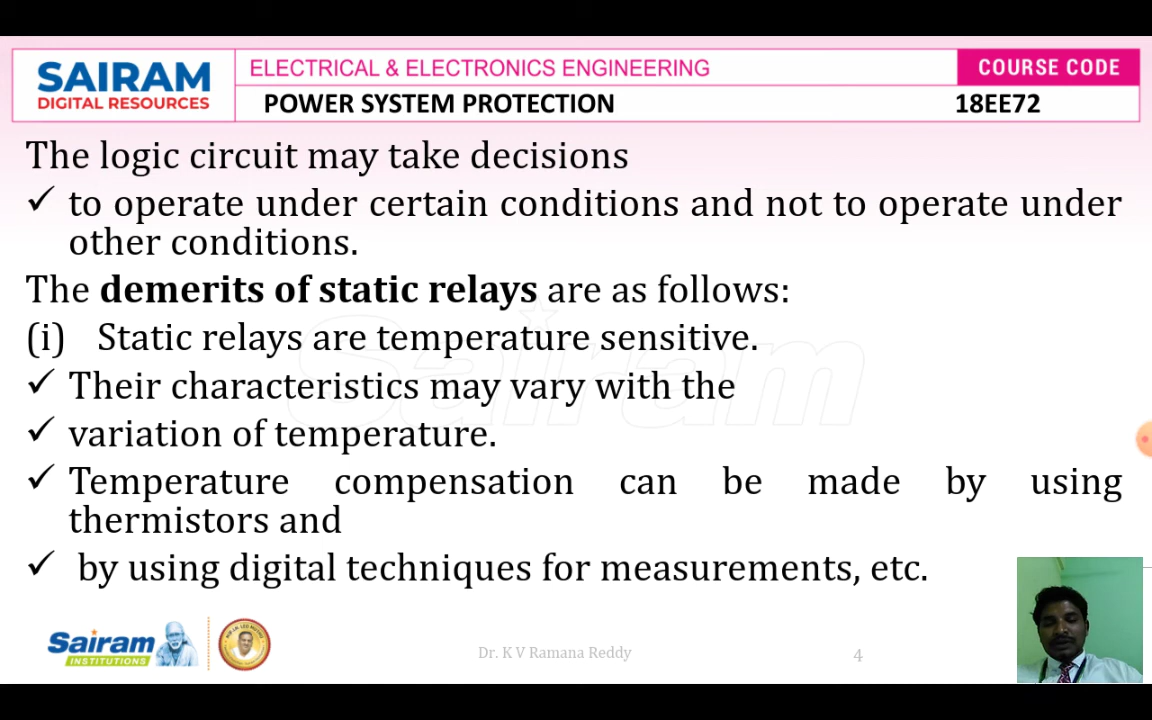 SAIRAM
DIGITAL RESOURCES
ELECTRICAL & ELECTRONICS ENGINEERING
COURSE CODE
POWER SYSTEM PROTECTION
18EE72
The logic circuit may take decisions
✓ to operate under certain conditions and not to operate under
other conditions.
The demerits of static relays are as follows:
(i) Static relays are temperature sensitive.
✓ Their characteristics may vary with the
✓ variation of temperature.
✓ Temperature compensation can be made by using
thermistors and
✓ by using digital techniques for measurements, etc.
Sairam
Sairam
INSTITUTIONS
Dr. K V Ramana Reddy
4